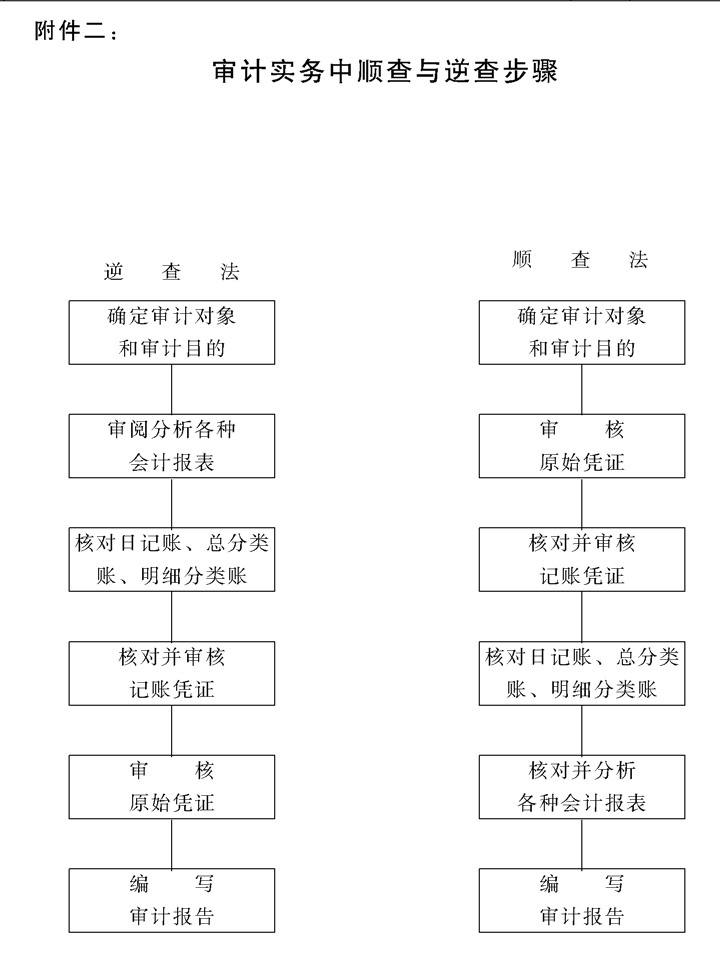 附件二：
审计实务中顺查与逆查步骤
逆 查 法
确定审计对象
和审计目的
审阅分析各种
会计报表
核对日记账、总分类
账、明细分类账
核对并审核
记账凭证
审 核
原始凭证
编 写
审计报告
顺 查 法
确定审计对象
和审计目的
审 核
原始凭证
核对并审核
记账凭证
核对日记账、总分类
账、明细分类账
核对并分析
各种会计报表
编 写
审计报告